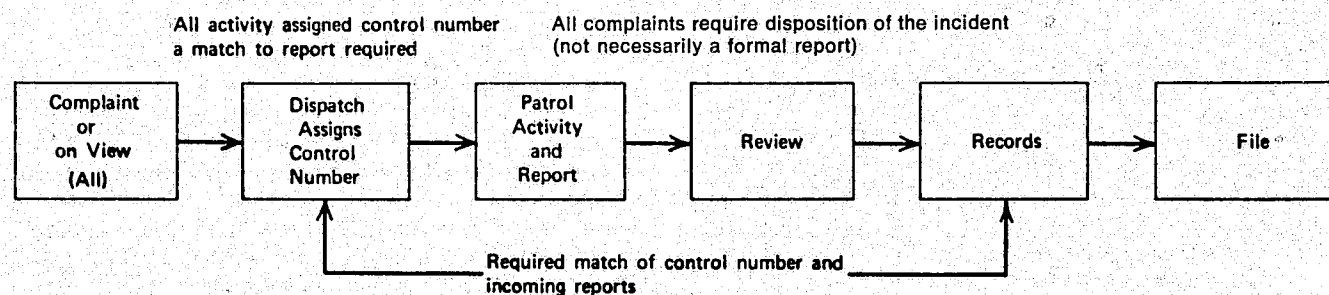 All activity assigned control number
a match to report required
All complaints require disposition of the incident
(not necessarily a formal report)
Complaint
or
on View
(All)
Dispatch
Assigns
Control
Number
Patrol
Activity
and
Report
Review
Records
File
Required match of control number and
incoming reports